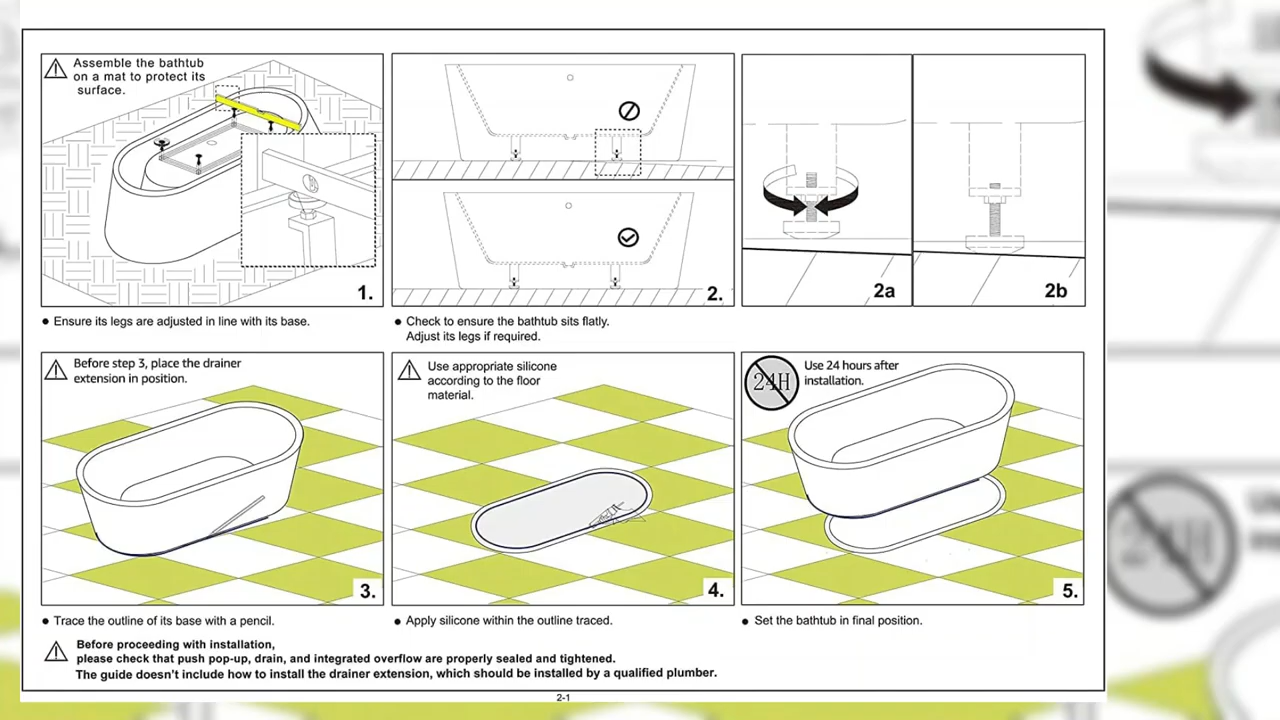 Assemble the bathtub
on a mat to protect its
surface.
1.
2.
2a
2b
● Ensure its legs are adjusted in line with its base.
● Check to ensure the bathtub sits flatly.
Adjust its legs if required.
Before step 3, place the drainer
extension in position.
3.
Use appropriate silicone
according to the floor
material.
4.
24H
Use 24 hours after
installation.
5.
● Trace the outline of its base with a pencil.
● Apply silicone within the outline traced.
● Set the bathtub in final position.
Before proceeding with installation,
please check that push pop-up, drain, and integrated overflow are properly sealed and tightened.
The guide doesn't include how to install the drainer extension, which should be installed by a qualified plumber.
2-1